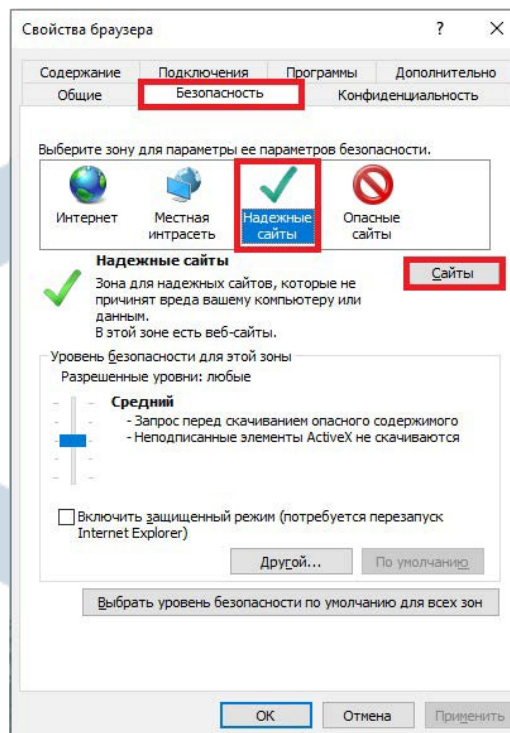 Свойства браузера ? ×
Содержание Подключения Программы Дополнительно
Общие Безопасность Конфиденциальность
Выберите зону для параметры ее параметров безопасности.
Интернет Местная интрасеть Надежные сайты Опасные сайты
Надежные сайты
Сайты
Зона для надежных сайтов, которые не
причинят вреда вашему компьютеру или
данным.
В этой зоне есть веб-сайты.
Уровень безопасности для этой зоны
Разрешенные уровни: любые
Средний
- Запрос перед скачиванием опасного содержимого
- Неподписанные элементы ActiveX не скачиваются
Включить защищенный режим (потребуется перезапуск
Internet Explorer)
Другой... По умолчанию
Выбрать уровень безопасности по умолчанию для всех зон
ОК Отмена Применить